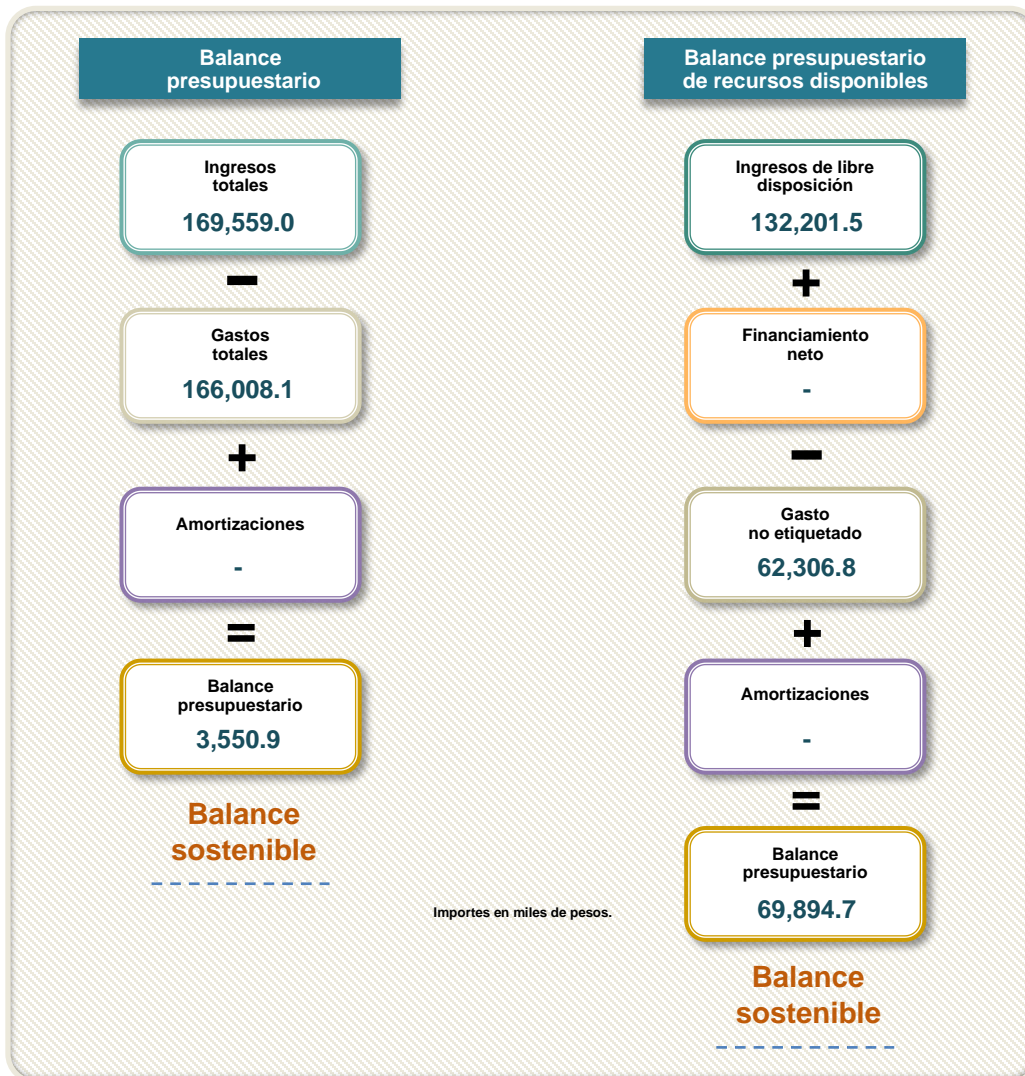 Balance
presupuestario
Ingresos
totales
169,559.0
−
Gastos
totales
166,008.1
+
Amortizaciones
-
=
Balance
presupuestario
3,550.9
Balance
sostenible
Balance presupuestario
de recursos disponibles
Ingresos de libre
disposición
132,201.5
+
Financiamiento
neto
-
−
Gasto
no etiquetado
62,306.8
+
Amortizaciones
-
=
Balance
presupuestario
69,894.7
Balance
sostenible
Importes en miles de pesos.